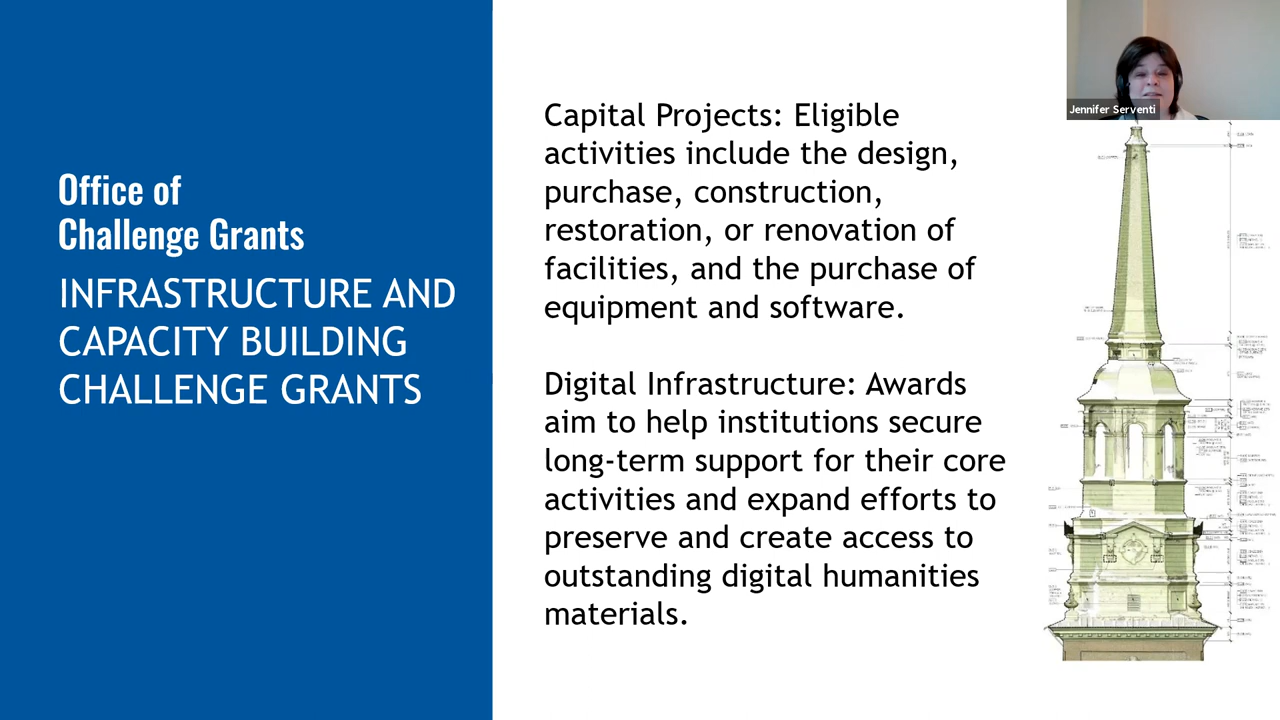 Office of
Challenge Grants
INFRASTRUCTURE AND
CAPACITY BUILDING
CHALLENGE GRANTS
Capital Projects: Eligible
activities include the design,
purchase, construction,
restoration, or renovation of
facilities, and the purchase of
equipment and software.
Digital Infrastructure: Awards
aim to help institutions secure
long-term support for their core
activities and expand efforts to
preserve and create access to
outstanding digital humanities
materials.
Jennifer Serventi